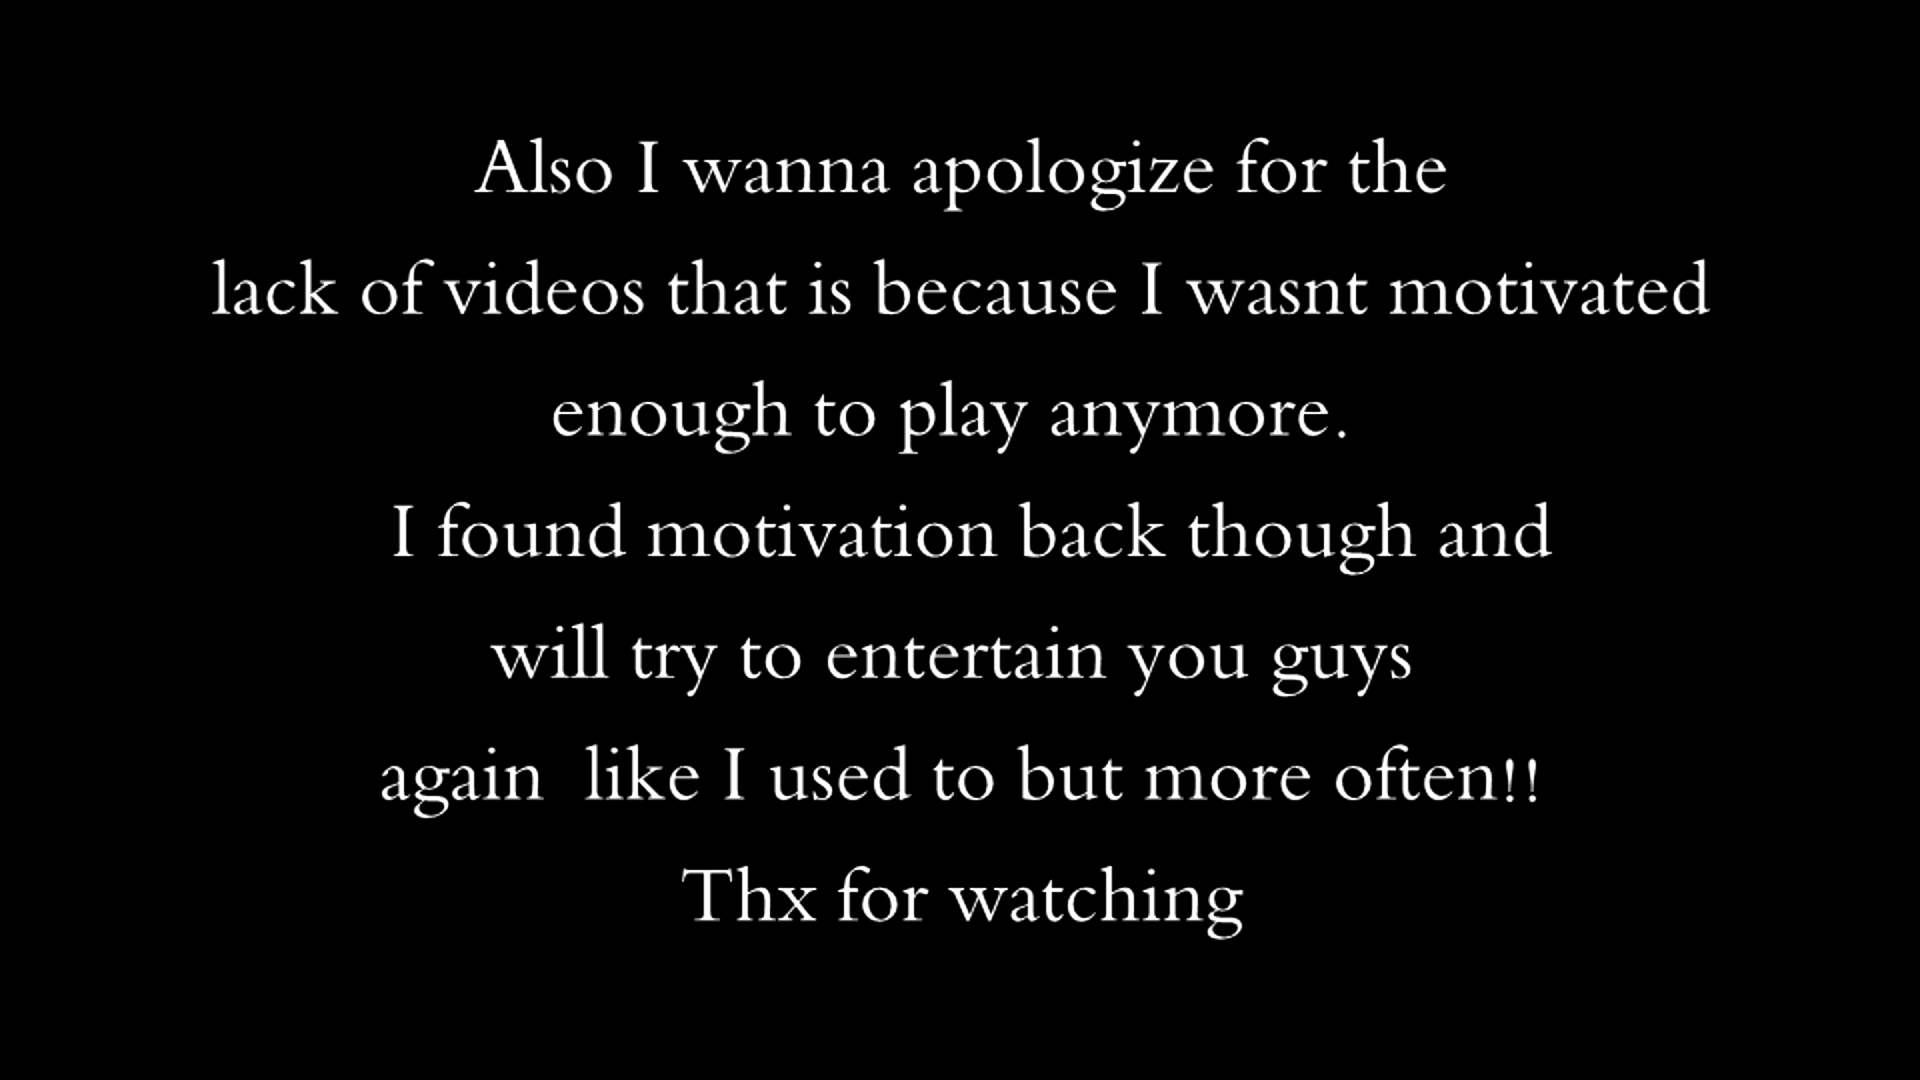 Also I wanna apologize for the
lack of videos that is because I wasnt motivated
enough to play anymore.
I found motivation back though and
will try to entertain you guys
again  like I used to but more often!!
Thx for watching